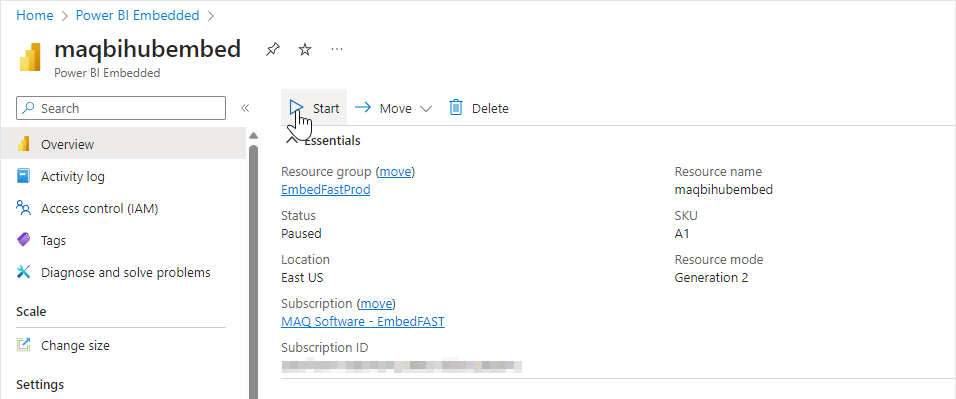 Home > Power BI Embedded >
maqbihubembed
Power BI Embedded
Search
Overview
Activity log
Access control (IAM)
Tags
Diagnose and solve problems
Scale
Change size
Settings
Start Move Delete
Essentials
Resource group (move)
EmbedFastProd
Status
Paused
Location
East US
Subscription (move)
MAQ Software - EmbedFAST
Subscription ID
Resource name
maqbihubembed
SKU
A1
Resource mode
Generation 2